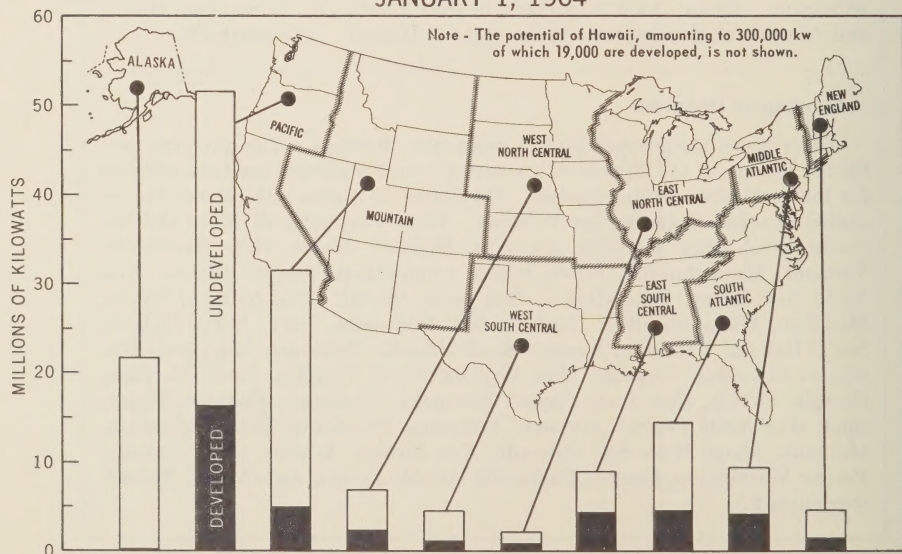 JANUARY 1, 1964
Note - The potential of Hawaii, amounting to 300,000 kw
of which 19,000 are developed, is not shown.
MILLIONS OF KILOWATTS
60
50
40
30
20
10
0
ALASKA
PACIFIC
MOUNTAIN
WEST
NORTH CENTRAL
WEST
SOUTH CENTRAL
EAST
NORTH CENTRAL
EAST
SOUTH
CENTRAL
SOUTH
ATLANTIC
MIDDLE
ATLANTIC
NEW
ENGLAND
UNDEVELOPED
DEVELOPED